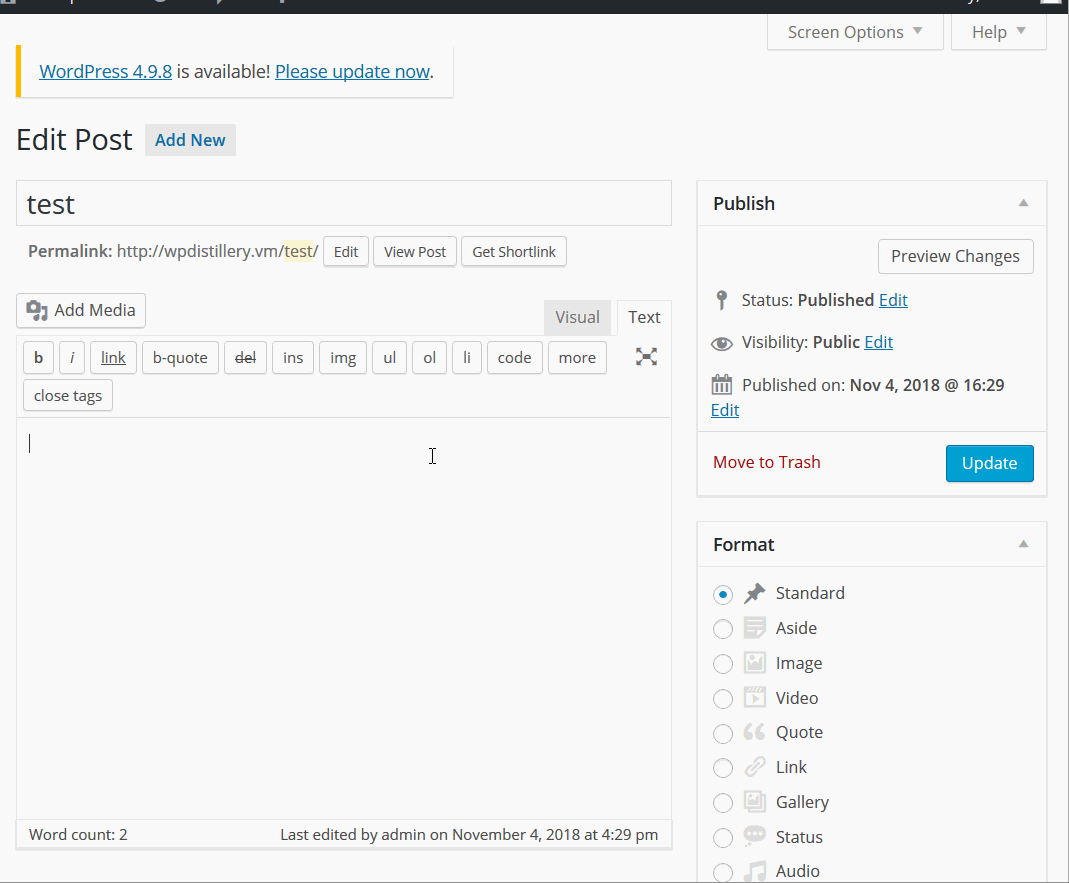 Screen Options Help
WordPress 4.9.8 is available! Please update now.
Edit Post Add New
test
Permalink: http://wpdistillery.vm/test/ Edit View Post Get Shortlink
Add Media
Visual Text
b i link b-quote del ins img ul ol li code more
close tags
Word count: 2 Last edited by admin on November 4, 2018 at 4:29 pm
Publish
Preview Changes
Status: Published Edit
Visibility: Public Edit
Published on: Nov 4, 2018 @ 16:29
Edit
Move to Trash Update
Format
Standard
Aside
Image
Video
Quote
Link
Gallery
Status
Audio